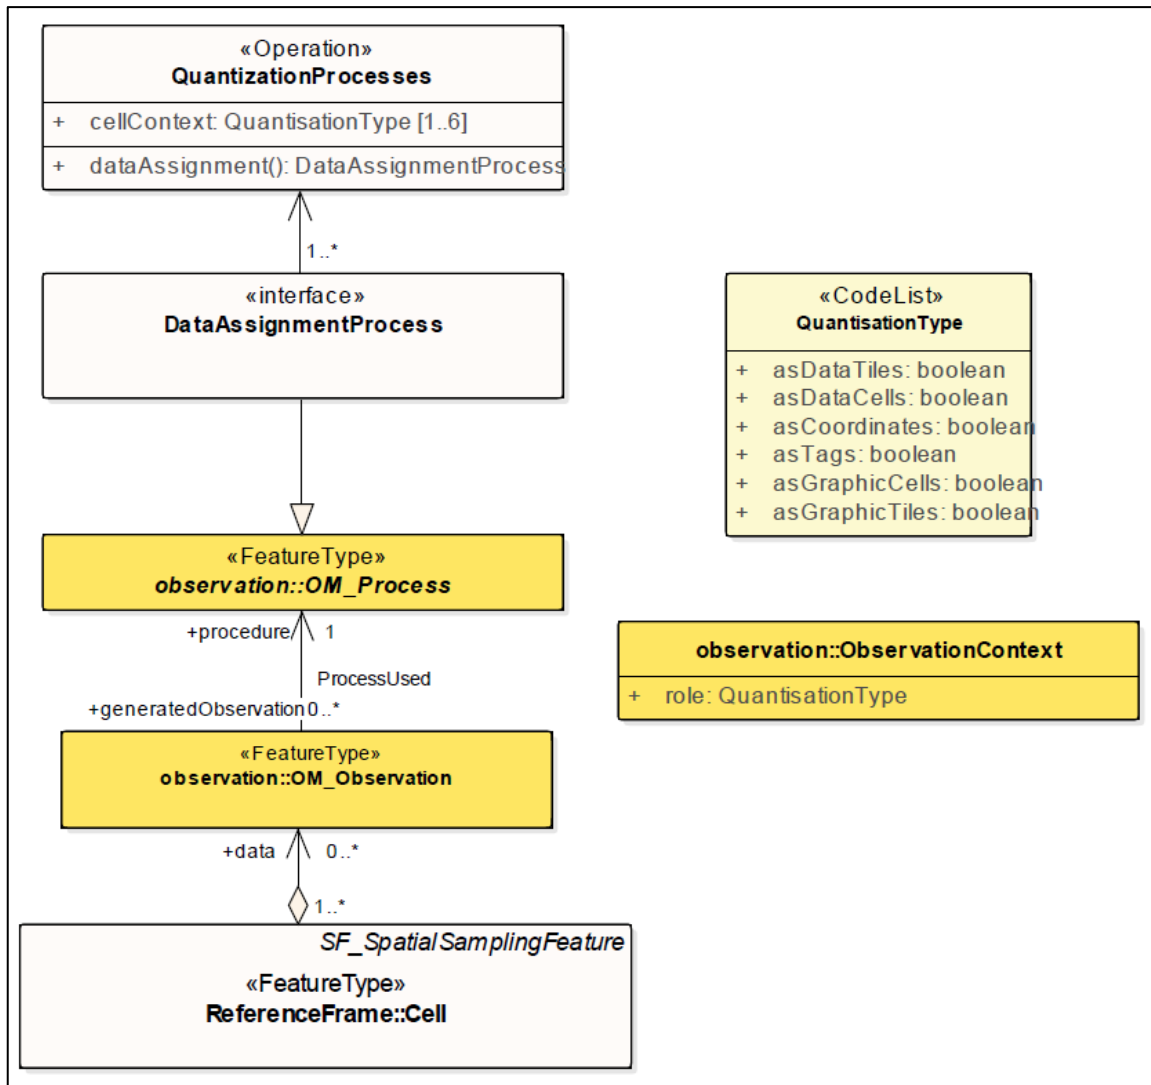 «Operation»
QuantizationProcesses
+ cellContext: QuantisationType [1..6]
+ dataAssignment(): DataAssignmentProcess
1..*
«interface»
DataAssignmentProcess
«CodeList»
QuantisationType
+ asDataTiles: boolean
+ asDataCells: boolean
+ asCoordinates: boolean
+ asTags: boolean
+ asGraphicCells: boolean
+ asGraphicTiles: boolean
«FeatureType»
observation::OM_Process
+procedure 1
ProcessUsed
+generatedObservation 0..*
observation::ObservationContext
+ role: QuantisationType
«FeatureType»
observation::OM_Observation
+data 0..*
1..*
SF_SpatialSamplingFeature
«FeatureType»
ReferenceFrame::Cell